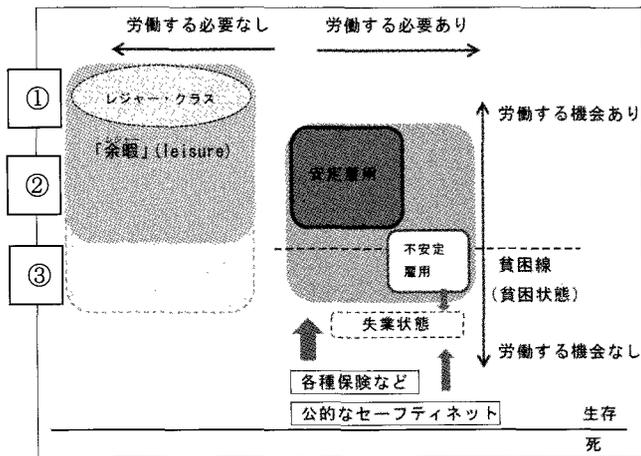 労働する必要なし
労働する必要あり
①
レジャー・クラス
労働する機会あり
「余暇」(leisure)
②
安定雇用
③
不安定
雇用
貧困線
(貧困状態)
失業状態
労働する機会なし
各種保険など
公的なセーフティネット
生存
死